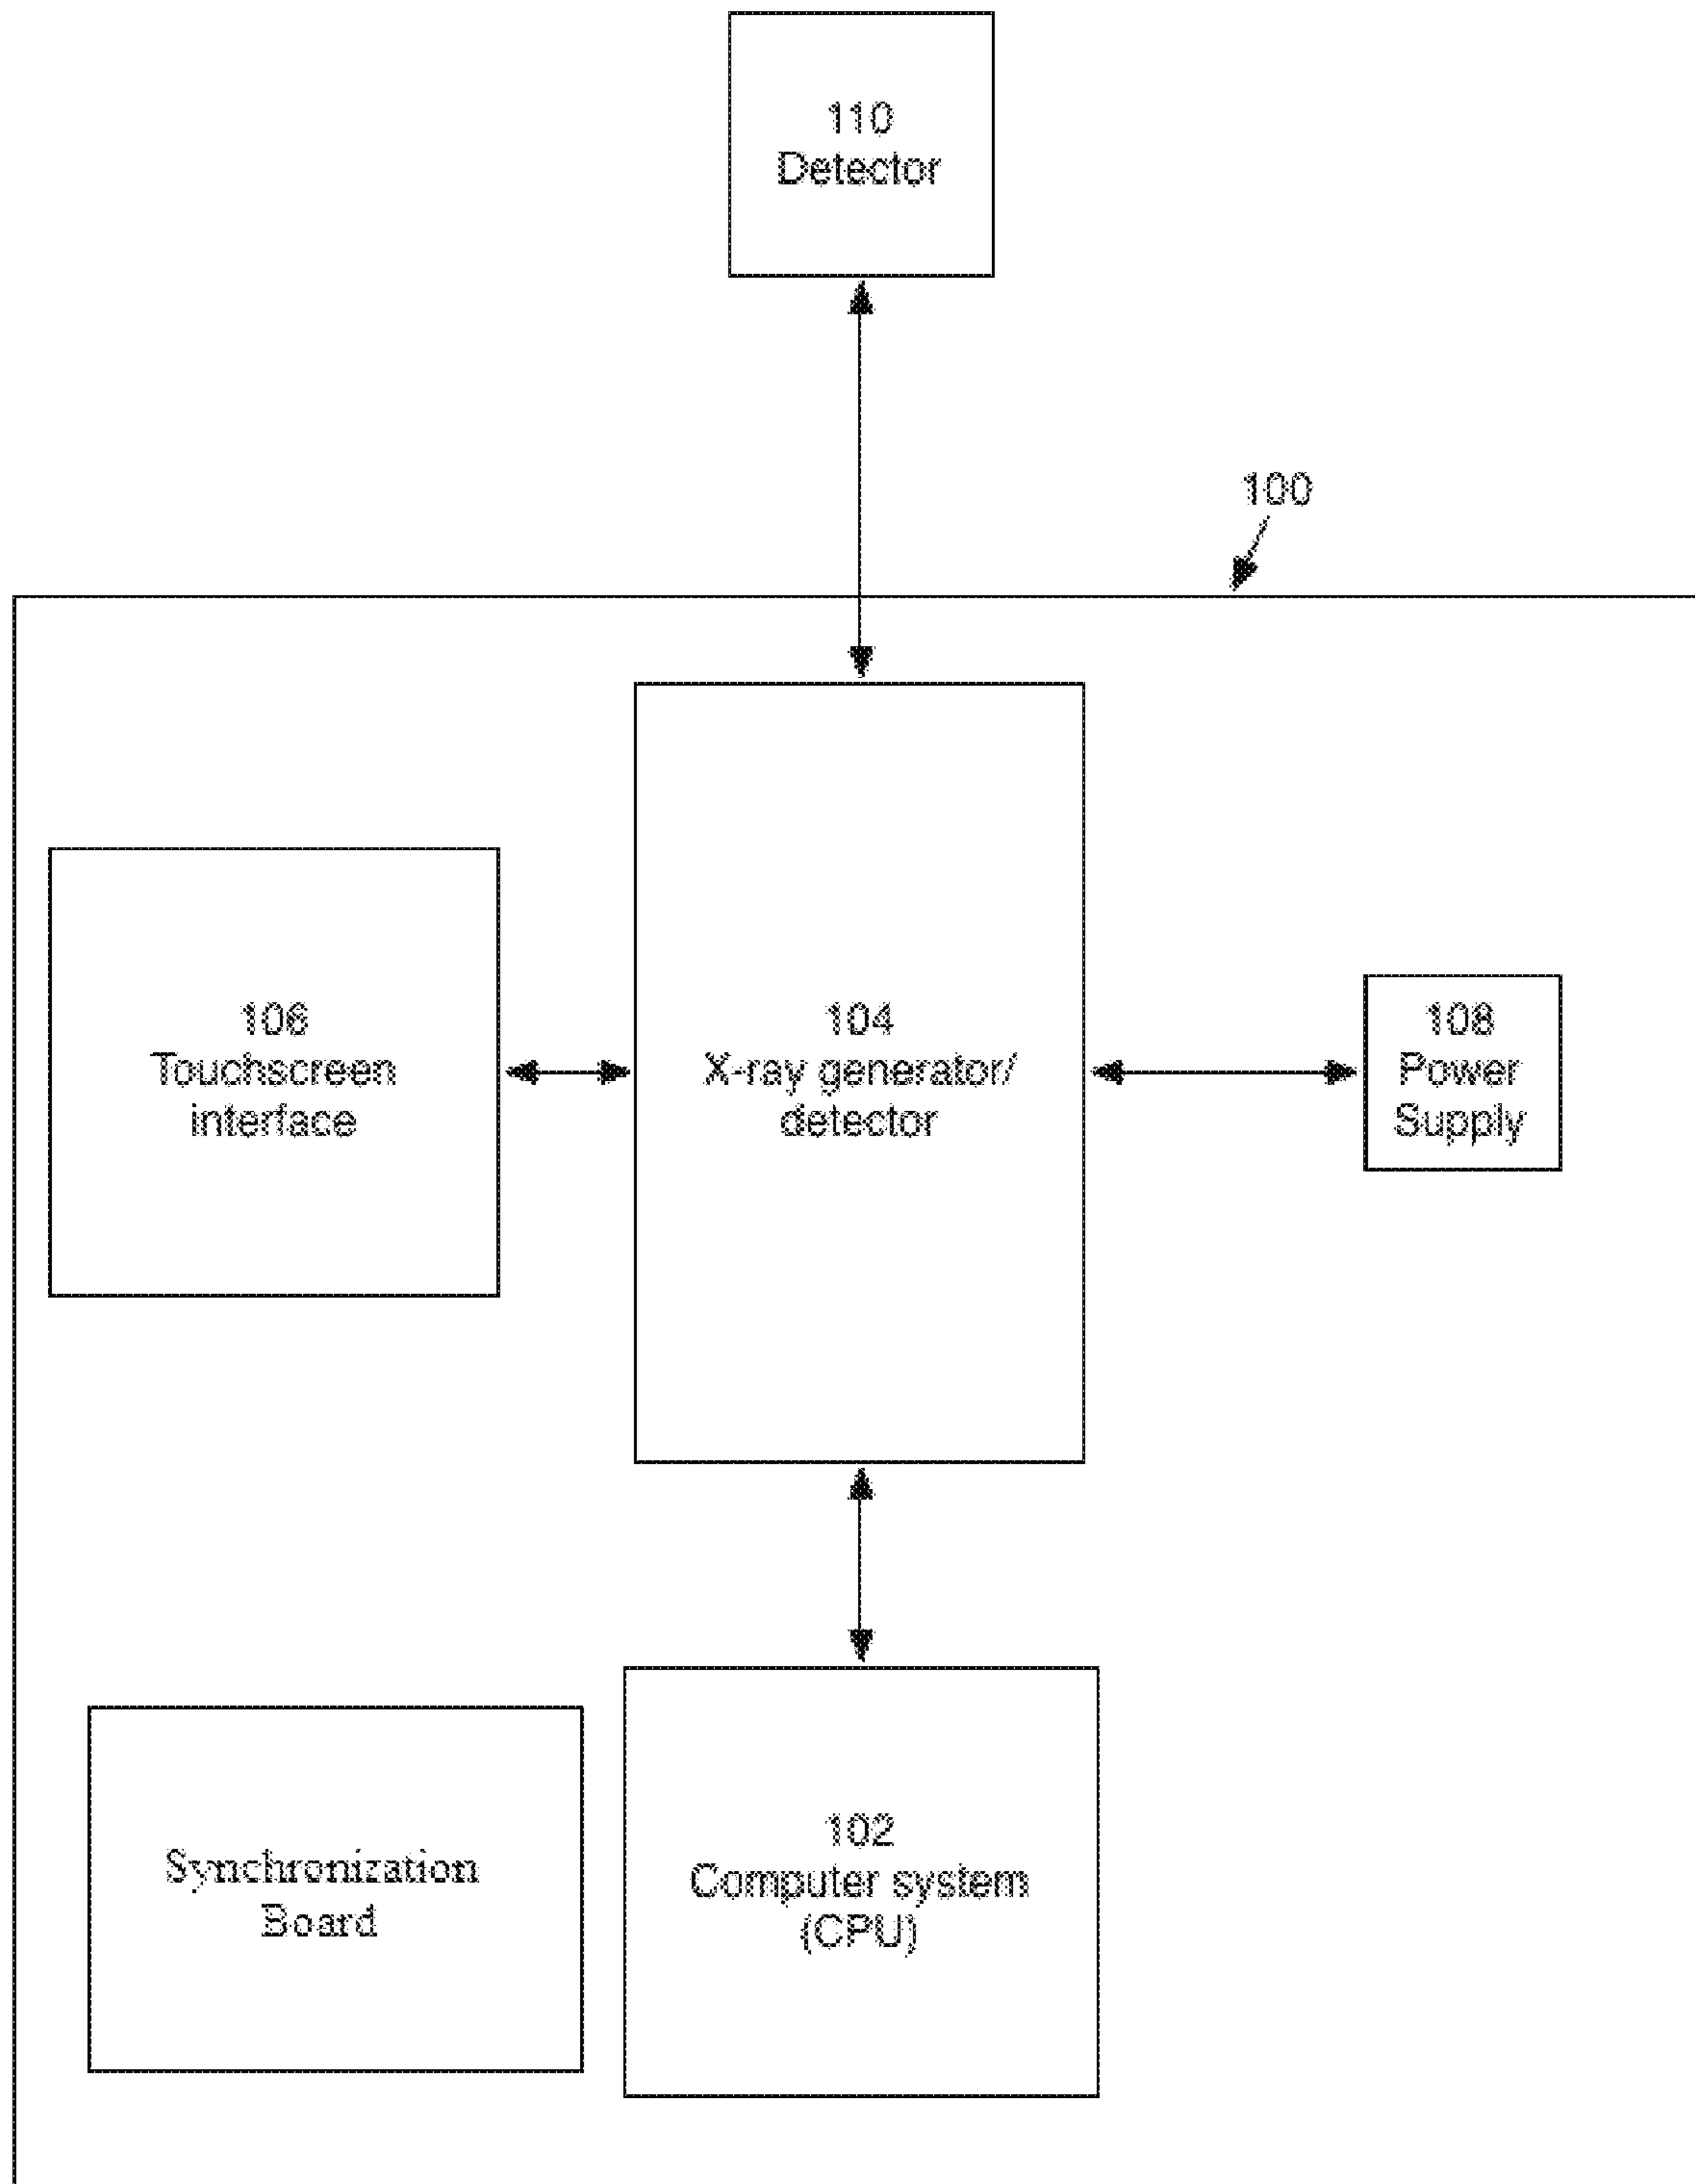 110
Detector
100
106
Touchscreen
interface
104
X-ray generator/
detector
108
Power
Supply
Synchronization
Board
102
Computer system
(CPU)